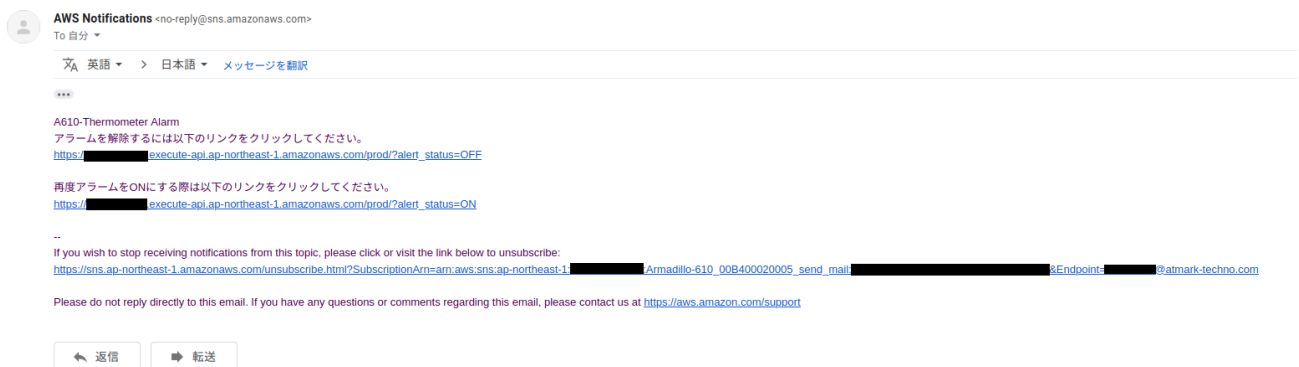 AWS Notifications <no-reply@sns.amazonaws.com>
To 自分
英語 > 日本語 メッセージを翻訳
A610-Thermometer Alarm
アラームを解除するには以下のリンクをクリックしてください。
https:/ .execute-api.ap-northeast-1.amazonaws.com/prod/?alert_status=OFF
再度アラームをONにする際は以下のリンクをクリックしてください。
https:// .execute-api.ap-northeast-1.amazonaws.com/prod/?alert_status=ON
--
If you wish to stop receiving notifications from this topic, please click or visit the link below to unsubscribe:
https://sns.ap-northeast-1.amazonaws.com/unsubscribe.html?SubscriptionArn=arn:aws:sns:ap-northeast-1: :Armadillo-610_00B400020005_send_mail: &Endpoint= @atmark-techno.com
Please do not reply directly to this email. If you have any questions or comments regarding this email, please contact us at https://aws.amazon.com/support
返信 転送